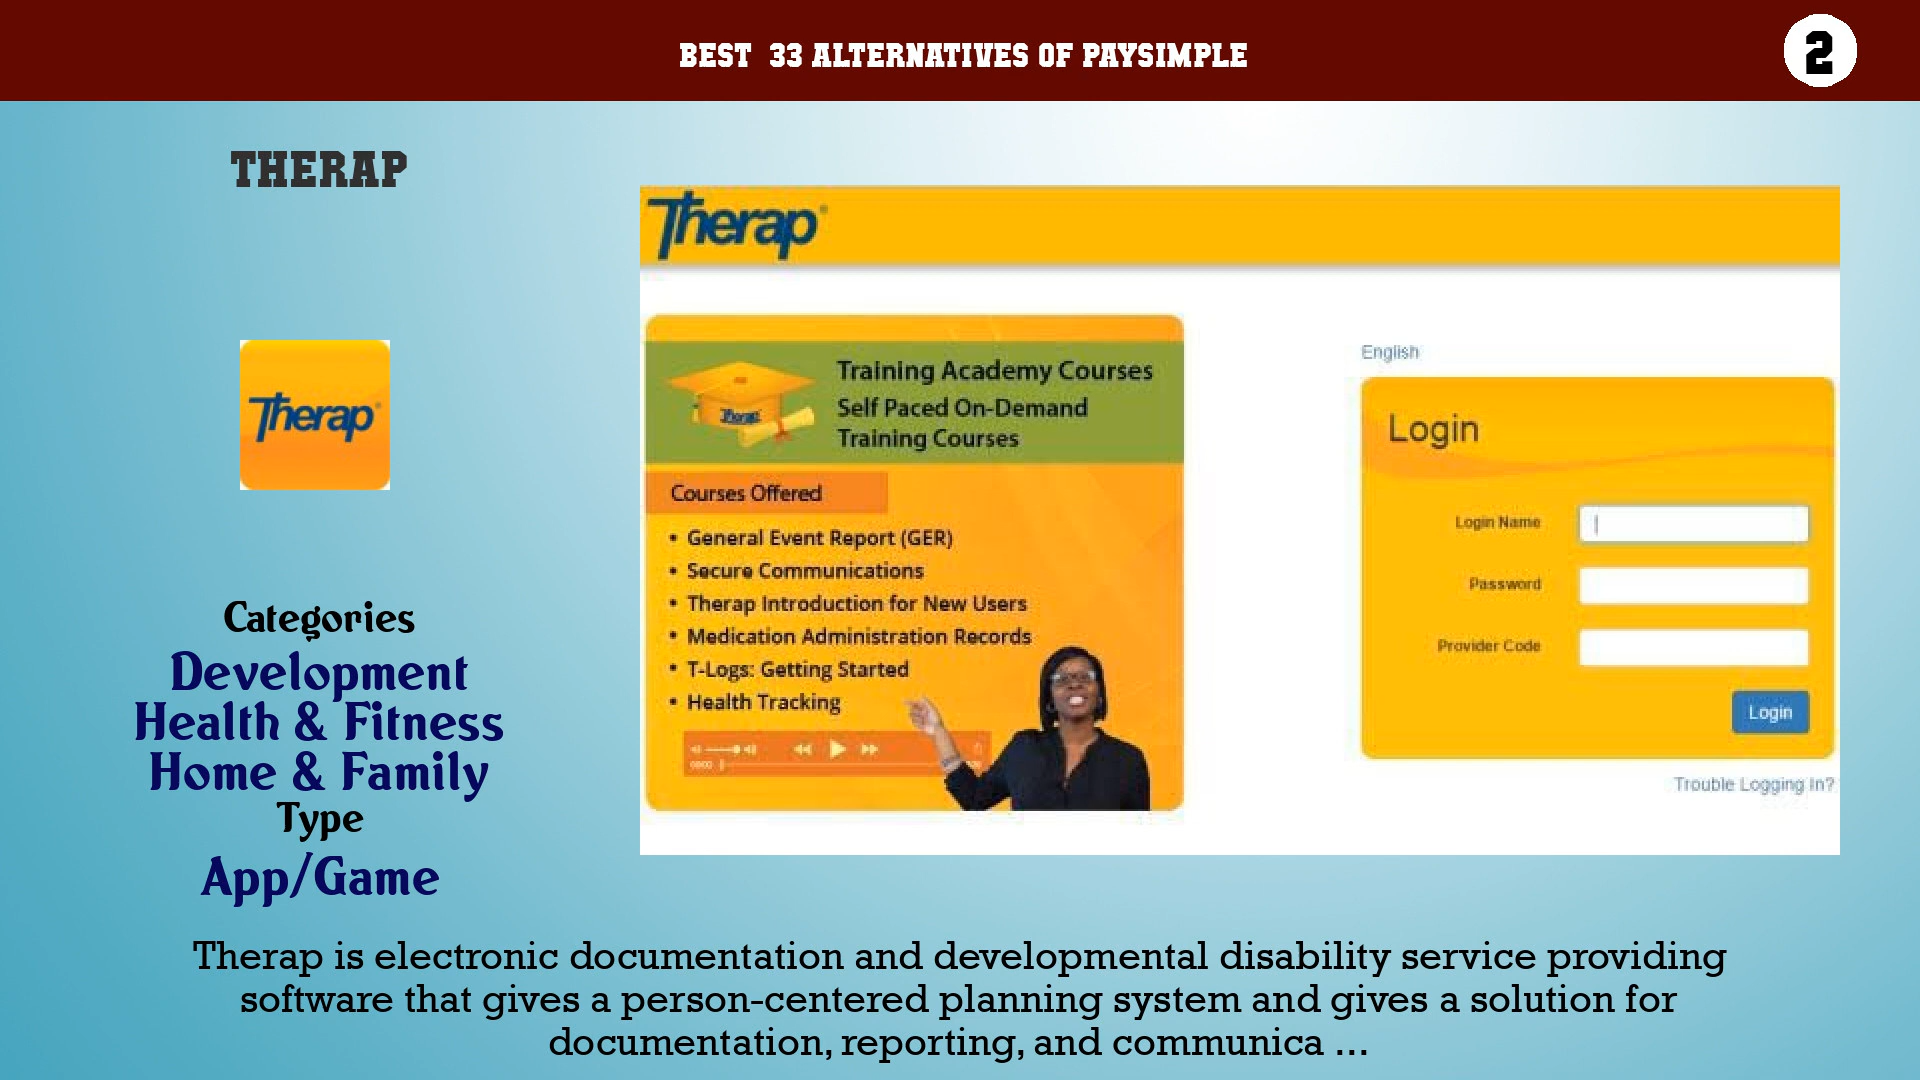 BEST 33 ALTERNATIVES OF PAYSIMPLE
2
THERAP
Therap
Categories
Development
Health & Fitness
Home & Family
Type
App/Game
Therap
Training Academy Courses
Self Paced On-Demand
Training Courses
Therap
Courses Offered
• General Event Report (GER)
• Secure Communications
• Therap Introduction for New Users
• Medication Administration Records
• T-Logs: Getting Started
• Health Tracking
00:00
English
Login
Login Name
Password
Provider Code
Login
Trouble Logging In?
Therap is electronic documentation and developmental disability service providing
software that gives a person-centered planning system and gives a solution for
documentation, reporting, and communica ...